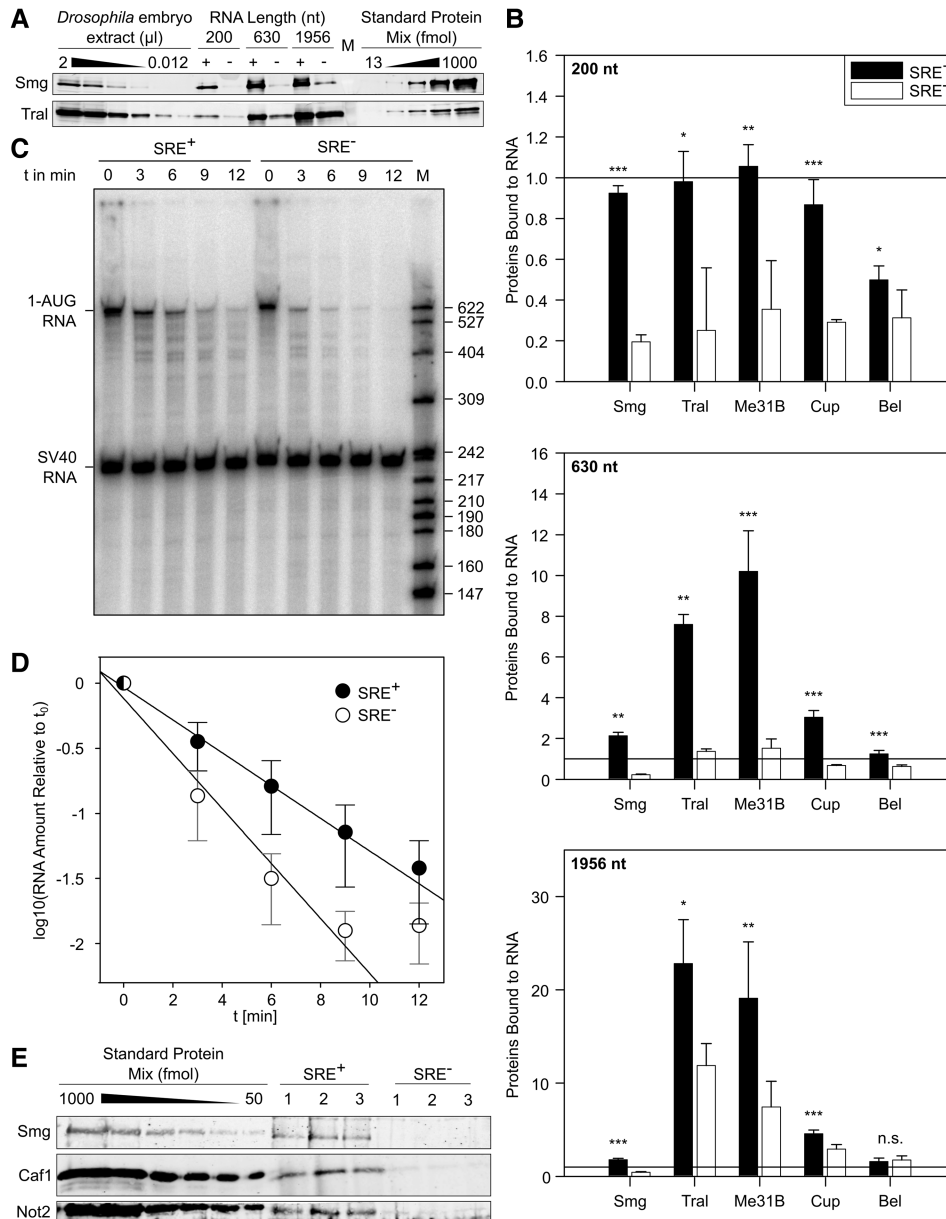 A
Drosophila embryo
extract (µl)
2 0.012
RNA Length (nt)
200 630 1956
+ - + - + -
M
Standard Protein
Mix (fmol)
13 1000
Smg
Tral
B
200 nt
SRE+
SRE-
Proteins Bound to RNA
1.6
1.4
1.2
1.0
0.8
0.6
0.4
0.2
0.0
*** * ** *** *
Smg Tral Me31B Cup Bel
630 nt
Proteins Bound to RNA
16
14
12
10
8
6
4
2
0
** ** *** *** ***
Smg Tral Me31B Cup Bel
1956 nt
Proteins Bound to RNA
30
20
10
0
*** * ** *** n.s.
Smg Tral Me31B Cup Bel
C
SRE+ SRE-
t in min 0 3 6 9 12 0 3 6 9 12 M
1-AUG
RNA
SV40
RNA
622
527
404
309
242
217
210
190
180
160
147
D
log10(RNA Amount Relative to t0)
0
-0.5
-1
-1.5
-2
SRE+
SRE-
0 2 4 6 8 10 12
t [min]
E
Standard Protein
Mix (fmol)
1000 50
SRE+ SRE-
1 2 3 1 2 3
Smg
Caf1
Not2